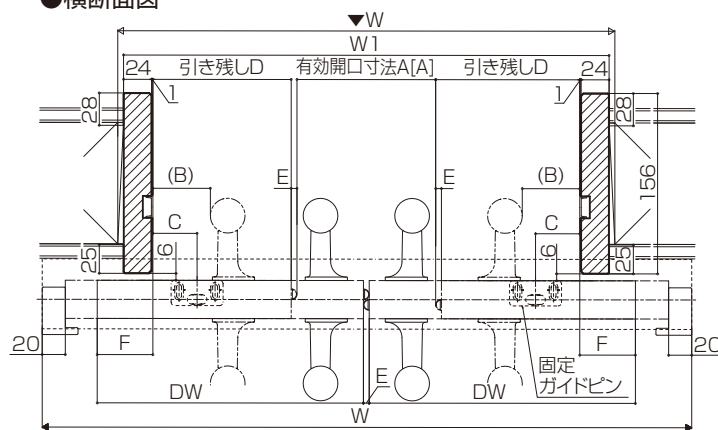 ●横断面図
▼W
W1
24 引き残しD 有効開口寸法A[A] 引き残しD 24
1 1
28 28
(B) E E (B)
156
C C
6 6
25 25
20 F 固定 F 20
ガイドピン
DW E DW
W